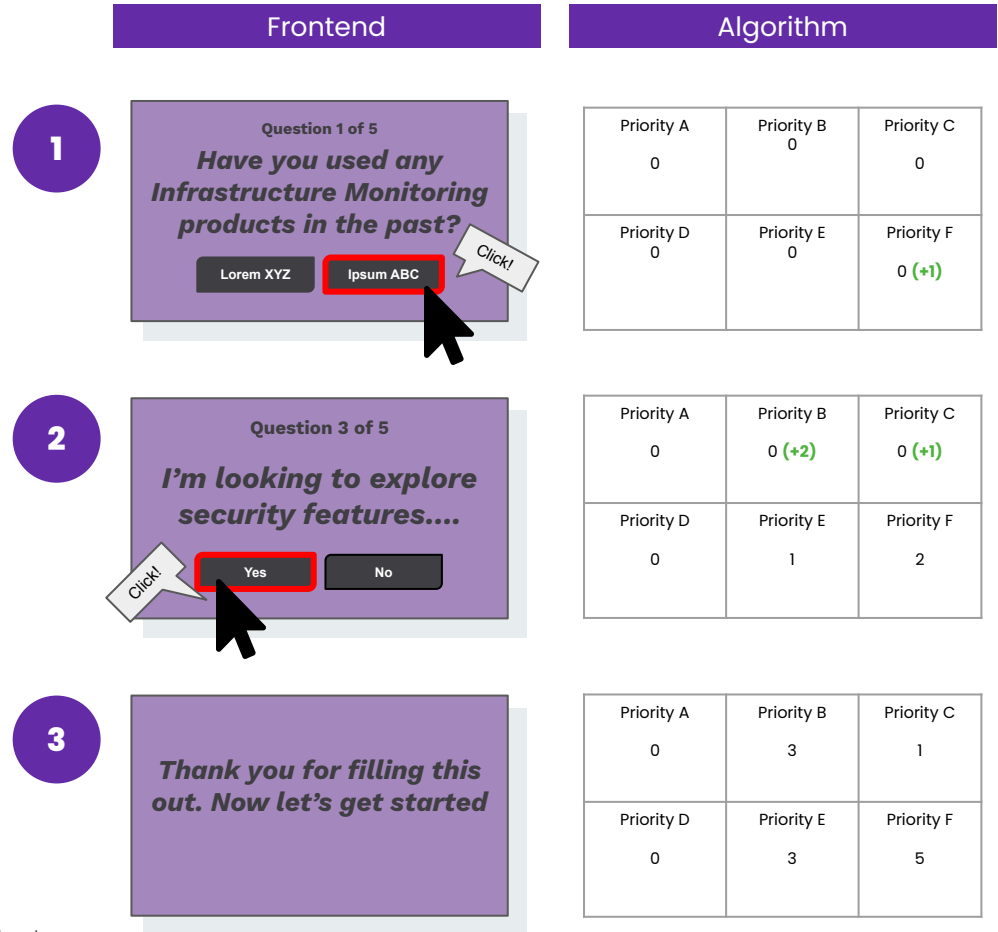 Frontend
Algorithm
1
Question 1 of 5
Have you used any
Infrastructure Monitoring
products in the past?
Lorem XYZ
Ipsum ABC
Click!
Priority A
0
Priority B
0
Priority C
0
Priority D
0
Priority E
0
Priority F
0 (+1)
2
Question 3 of 5
I'm looking to explore
security features....
Yes
No
Click!
Priority A
0
Priority B
0 (+2)
Priority C
0 (+1)
Priority D
0
Priority E
1
Priority F
2
3
Thank you for filling this
out. Now let's get started
Priority A
0
Priority B
3
Priority C
1
Priority D
0
Priority E
3
Priority F
5